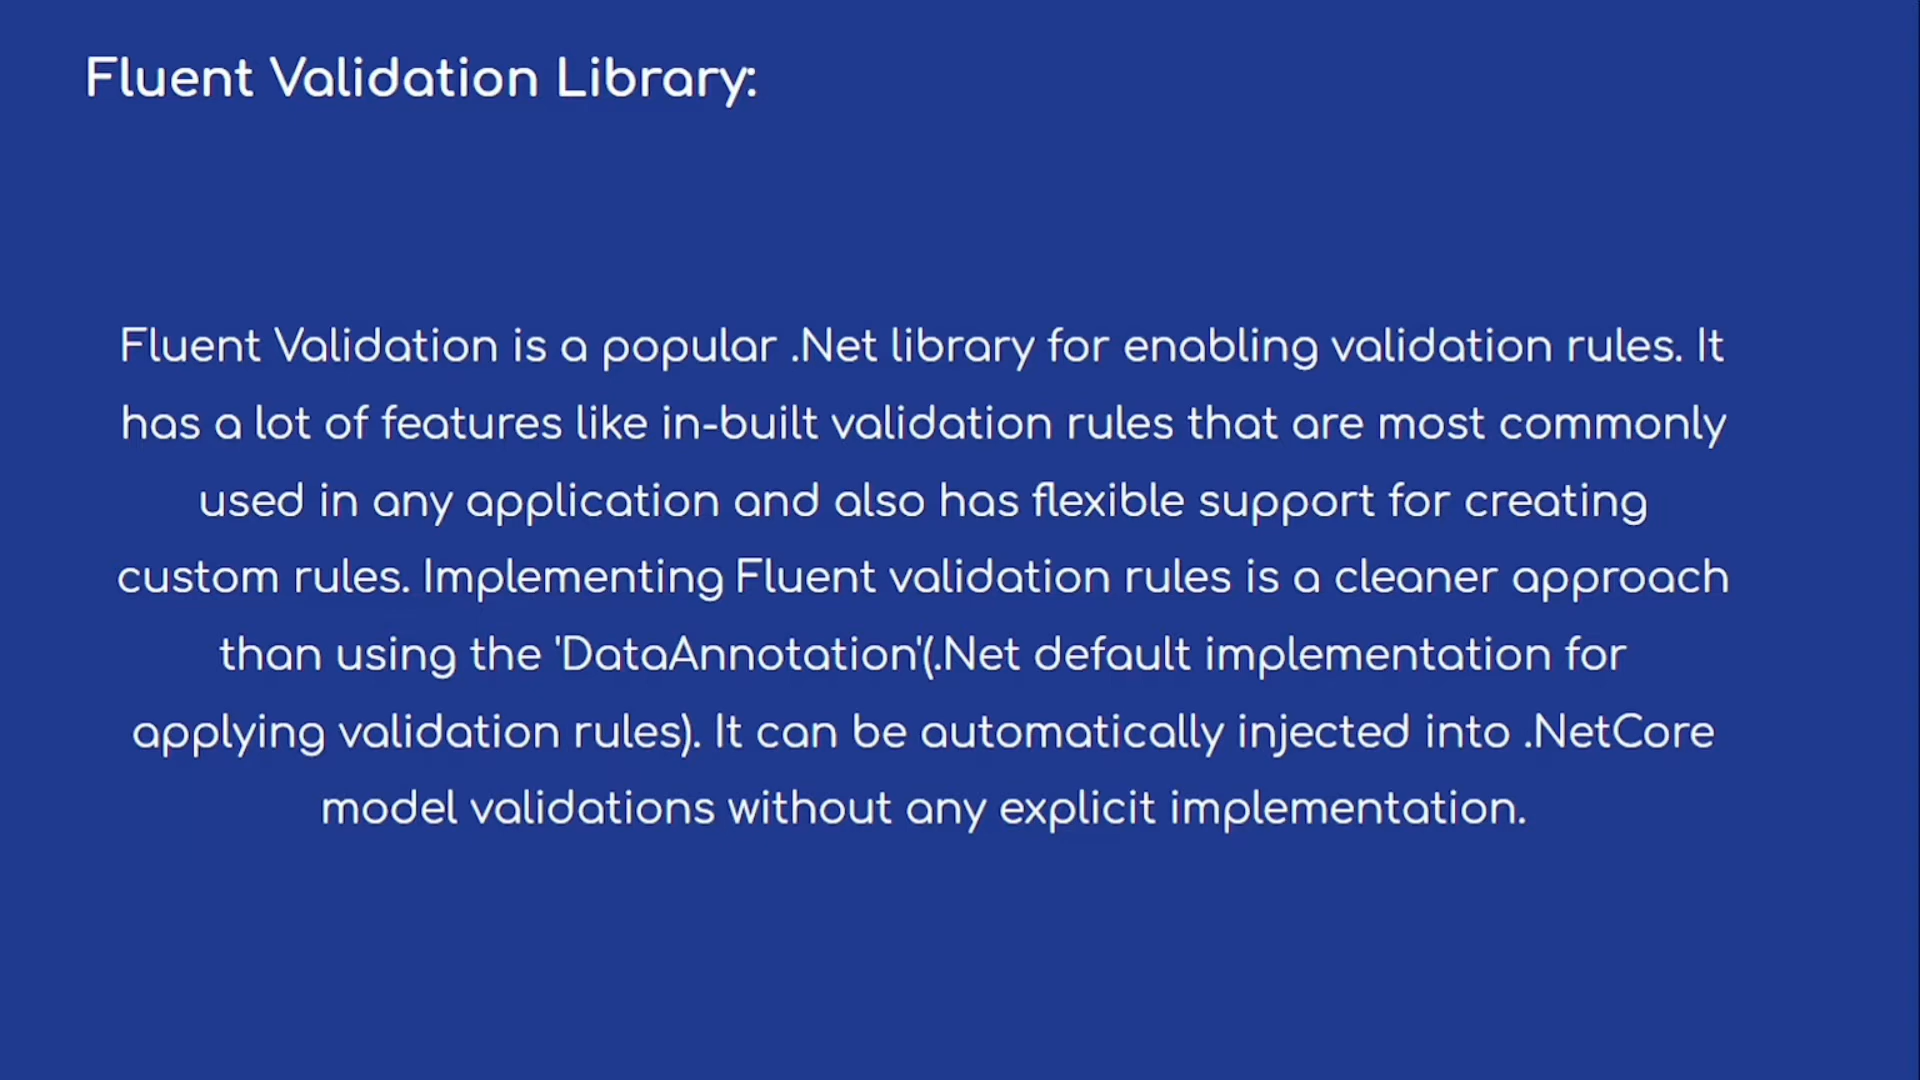 Fluent Validation Library:
Fluent Validation is a popular .Net library for enabling validation rules. It
has a lot of features like in-built validation rules that are most commonly
used in any application and also has flexible support for creating
custom rules. Implementing Fluent validation rules is a cleaner approach
than using the 'DataAnnotation'(.Net default implementation for
applying validation rules). It can be automatically injected into .NetCore
model validations without any explicit implementation.